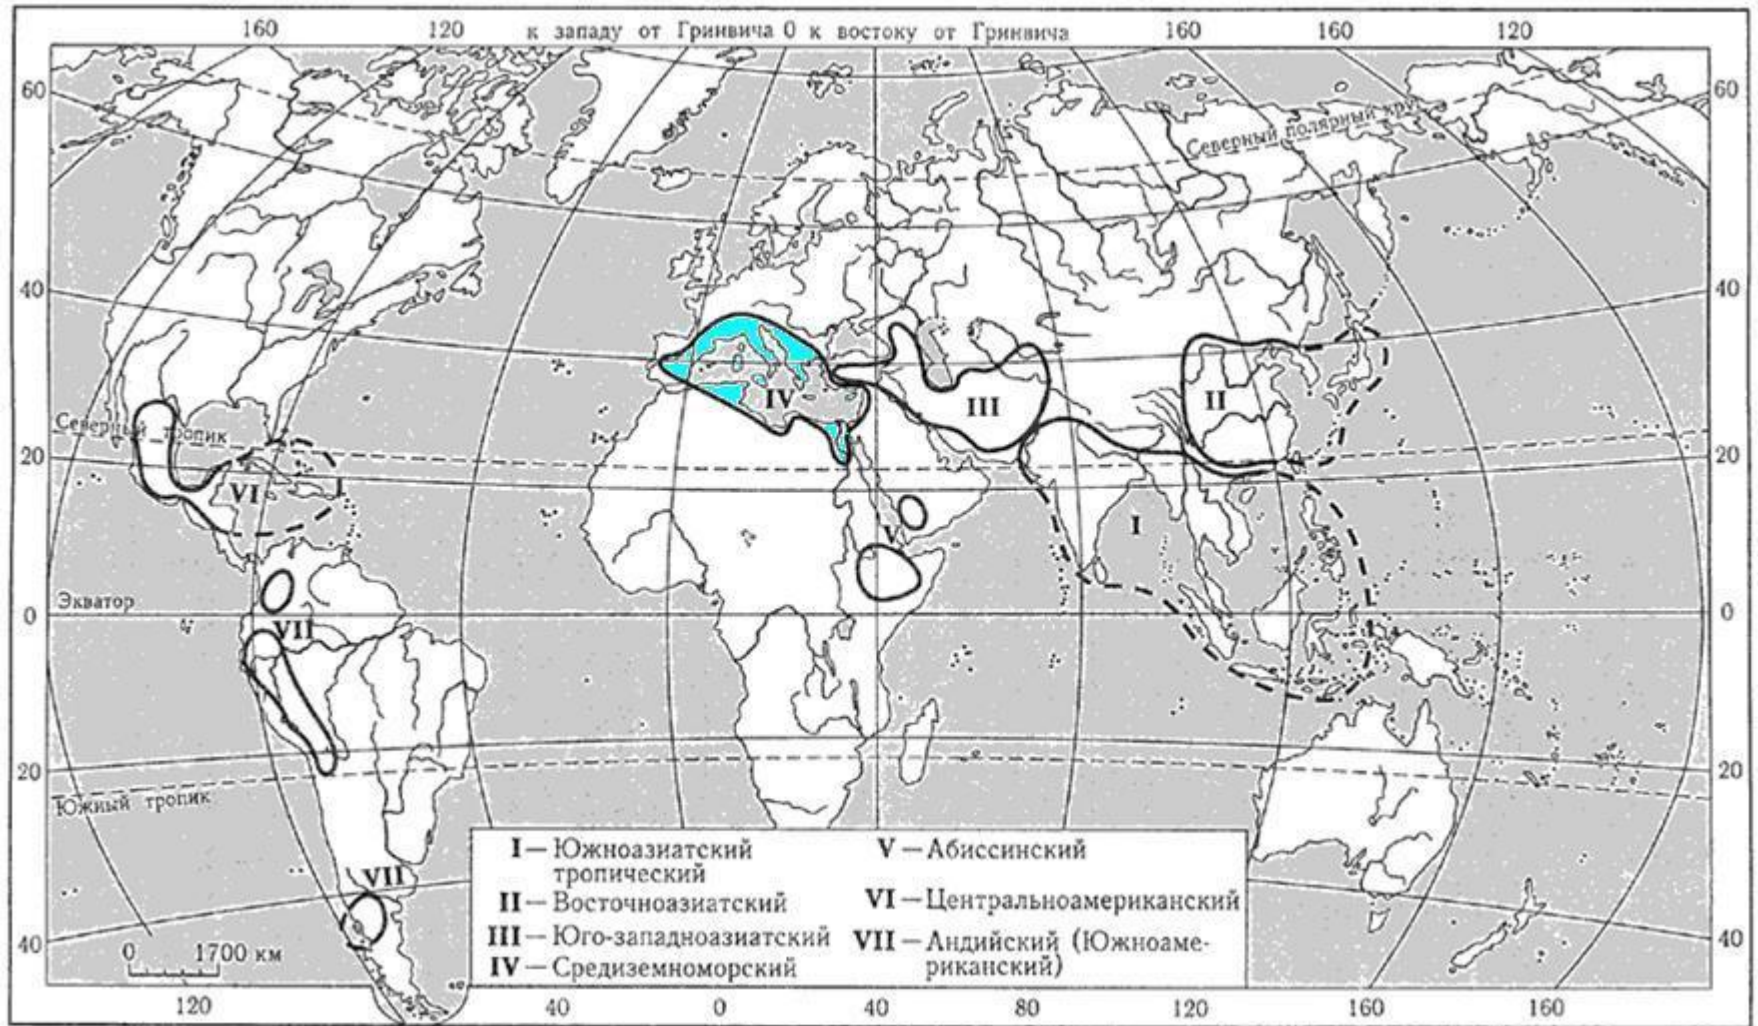 160 120 к западу от Гринвича 0 к востоку от Гринвича 160 160 120
60 60
Северный полярный круг
40 40
IV III II
Северный тропик
20 20
VI
I
V
Экватор
0 0
VII
20 20
Южный тропик
VII
I — Южноазиатский
тропический
II — Восточноазиатский
III — Юго-западноазиатский
IV — Средиземноморский
V — Абиссинский
VI — Центральноамериканский
VII — Андийский (Южноаме-
риканский)
40 40
0 1700 км
120 40 0 40 80 120 160 160